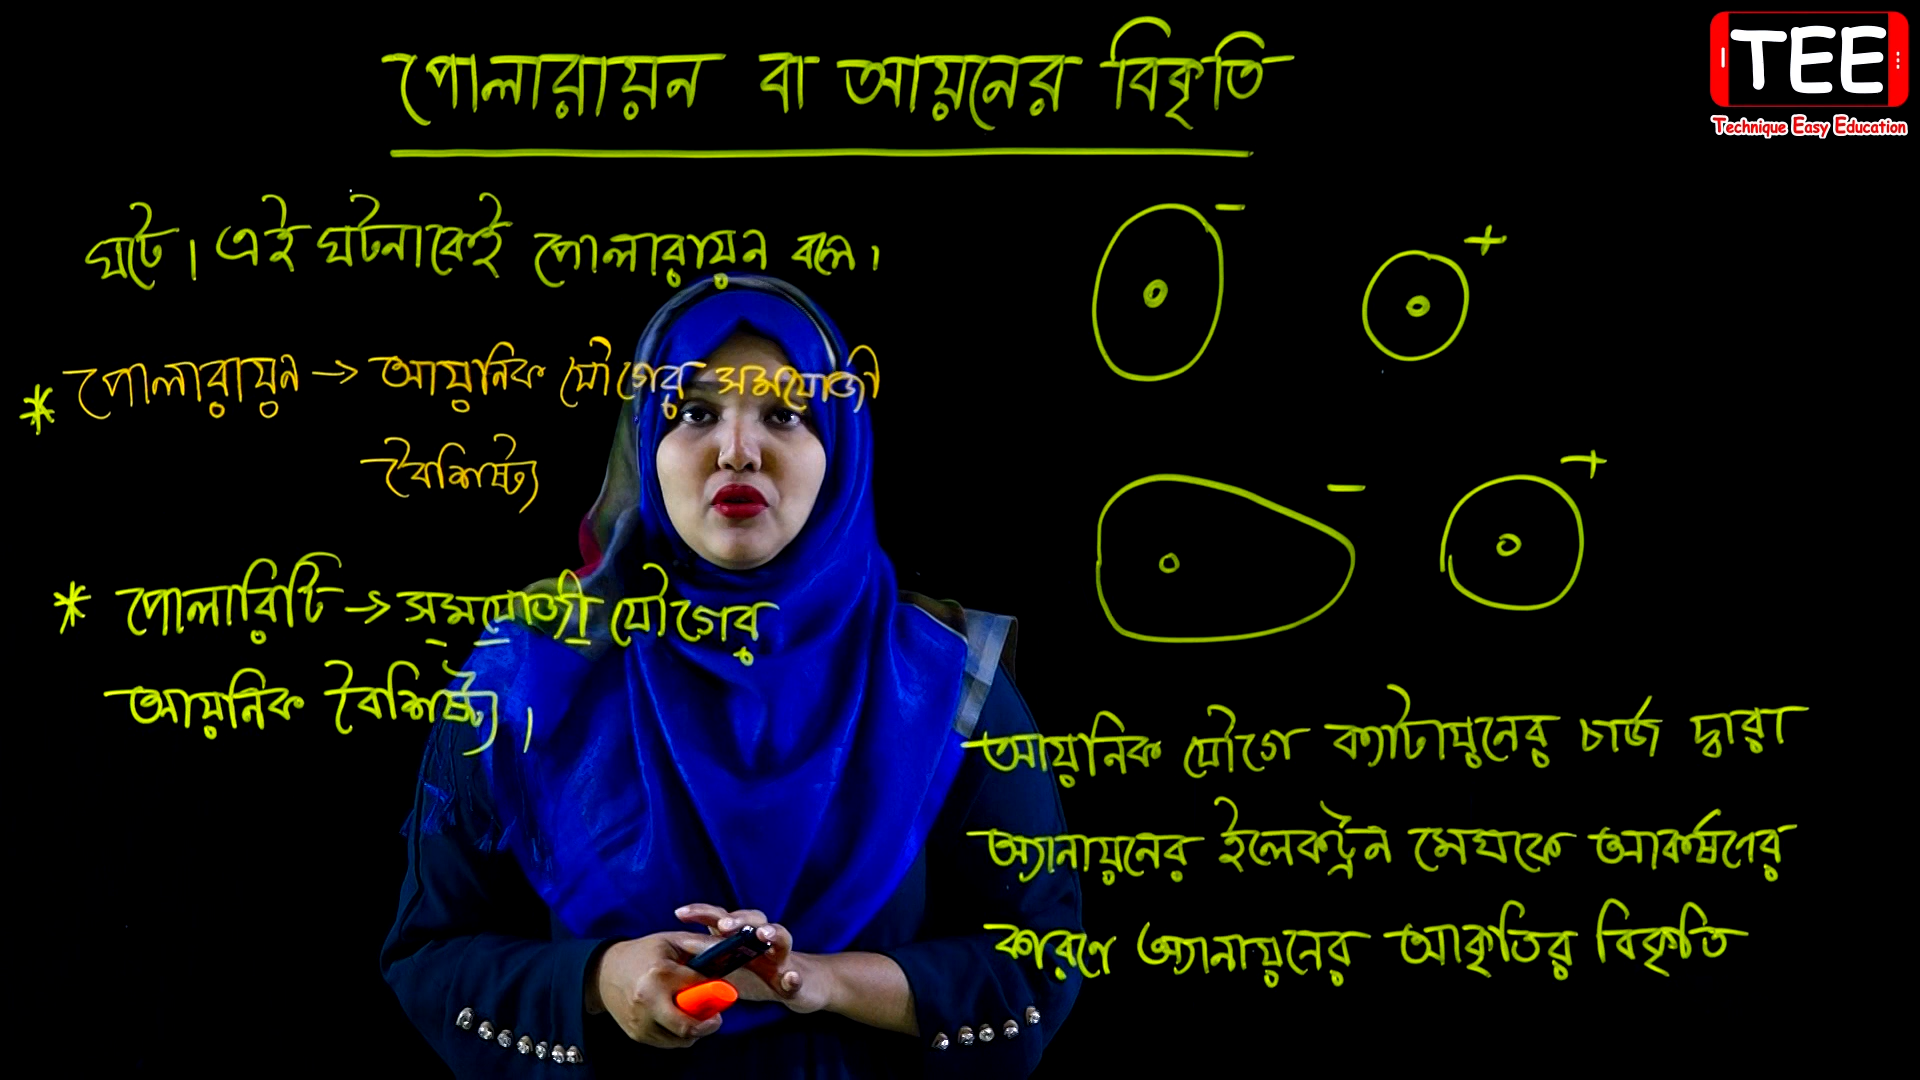 পোলারায়ন বা আয়নের বিকৃতি
TEE
Technique Easy Education
আয়নিক যৌগে ক্যাটায়নের চার্জ দ্বারা
অ্যানায়নের ইলেকট্রন মেঘকে আকর্ষণের
কারণে অ্যানায়নের আকৃতির বিকৃতি
ঘটে। এই ঘটনাকেই পোলারায়ন বলে।
* পোলারায়ন → আয়নিক যৌগের সমযোজী
বৈশিষ্ট্য
* পোলারিটি → সমযোজী যৌগের
আয়নিক বৈশিষ্ট্য।
-
+
-
+